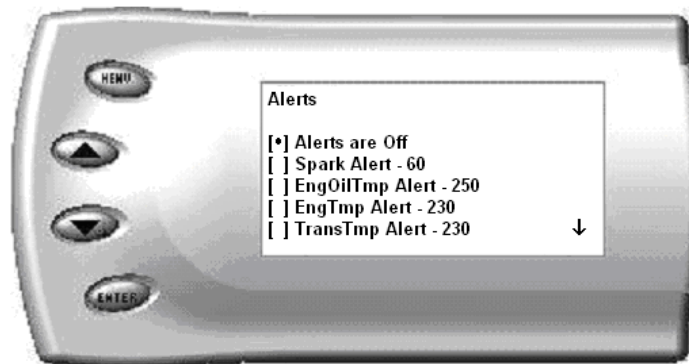 MENU
Alerts
[•] Alerts are Off
[ ] Spark Alert - 60
[ ] EngOilTmp Alert - 250
[ ] EngTmp Alert - 230
[ ] TransTmp Alert - 230
ENTER